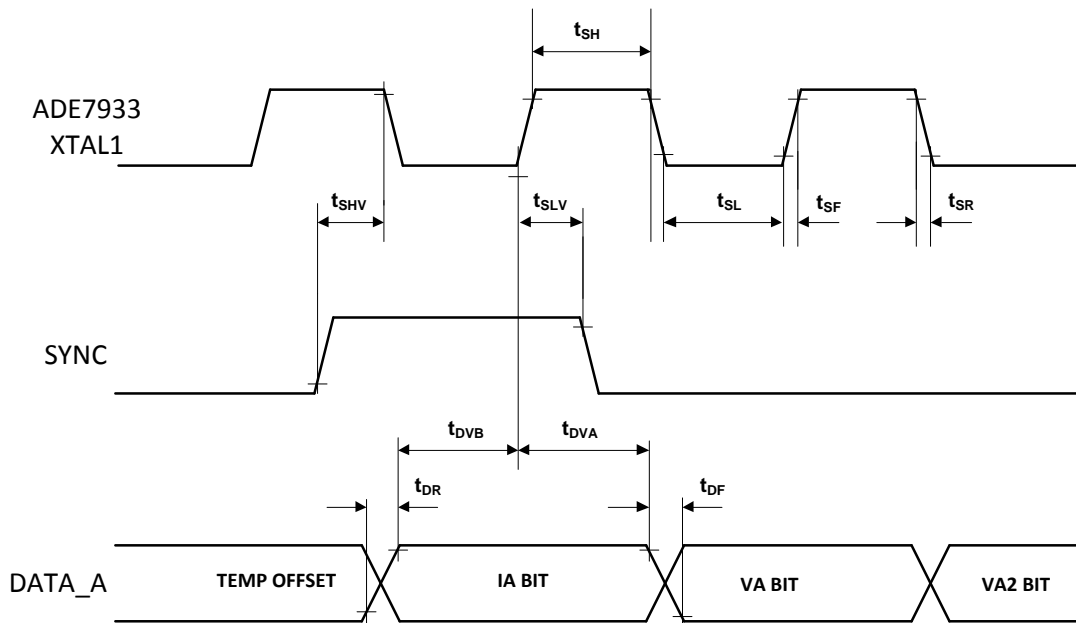 tSH
ADE7933
XTAL1
tSHV
tSLV
tSL
tSF
tSR
SYNC
tDVB
tDVA
tDR
tDF
DATA_A
TEMP OFFSET
IA BIT
VA BIT
VA2 BIT